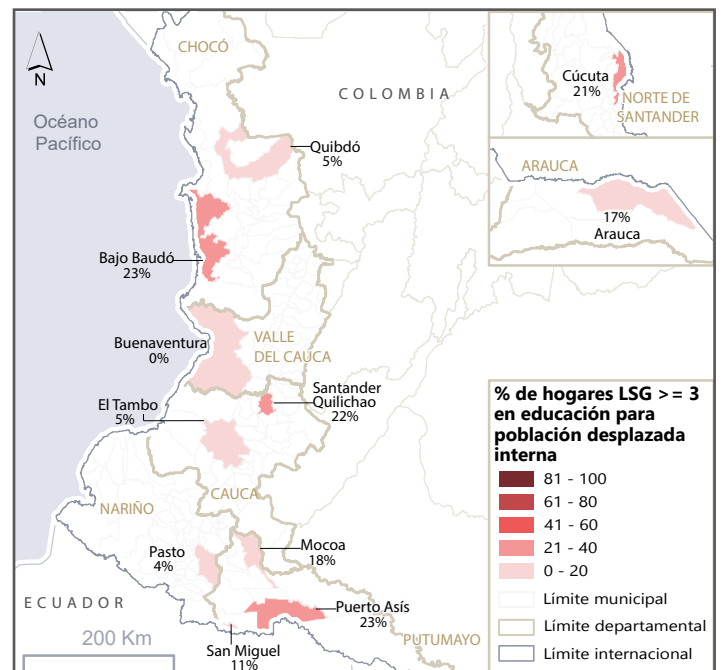 CHOCÓ
N
COLOMBIA
Océano
Pacífico
Quibdó
5%
Bajo Baudó
23%
Buenaventura
0%
VALLE
DEL CAUCA
El Tambo
5%
Santander
Quilichao
22%
NARIÑO
CAUCA
Pasto
4%
Mocoa
18%
ECUADOR
Puerto Asís
23%
200 Km
San Miguel
11%
PUTUMAYO
Cúcuta
21%
NORTE DE
SANTANDER
ARAUCA
17%
Arauca
% de hogares LSG >= 3
en educación para
población desplazada
interna
81 - 100
61 - 80
41 - 60
21 - 40
0 - 20
Límite municipal
Límite departamental
Límite internacional